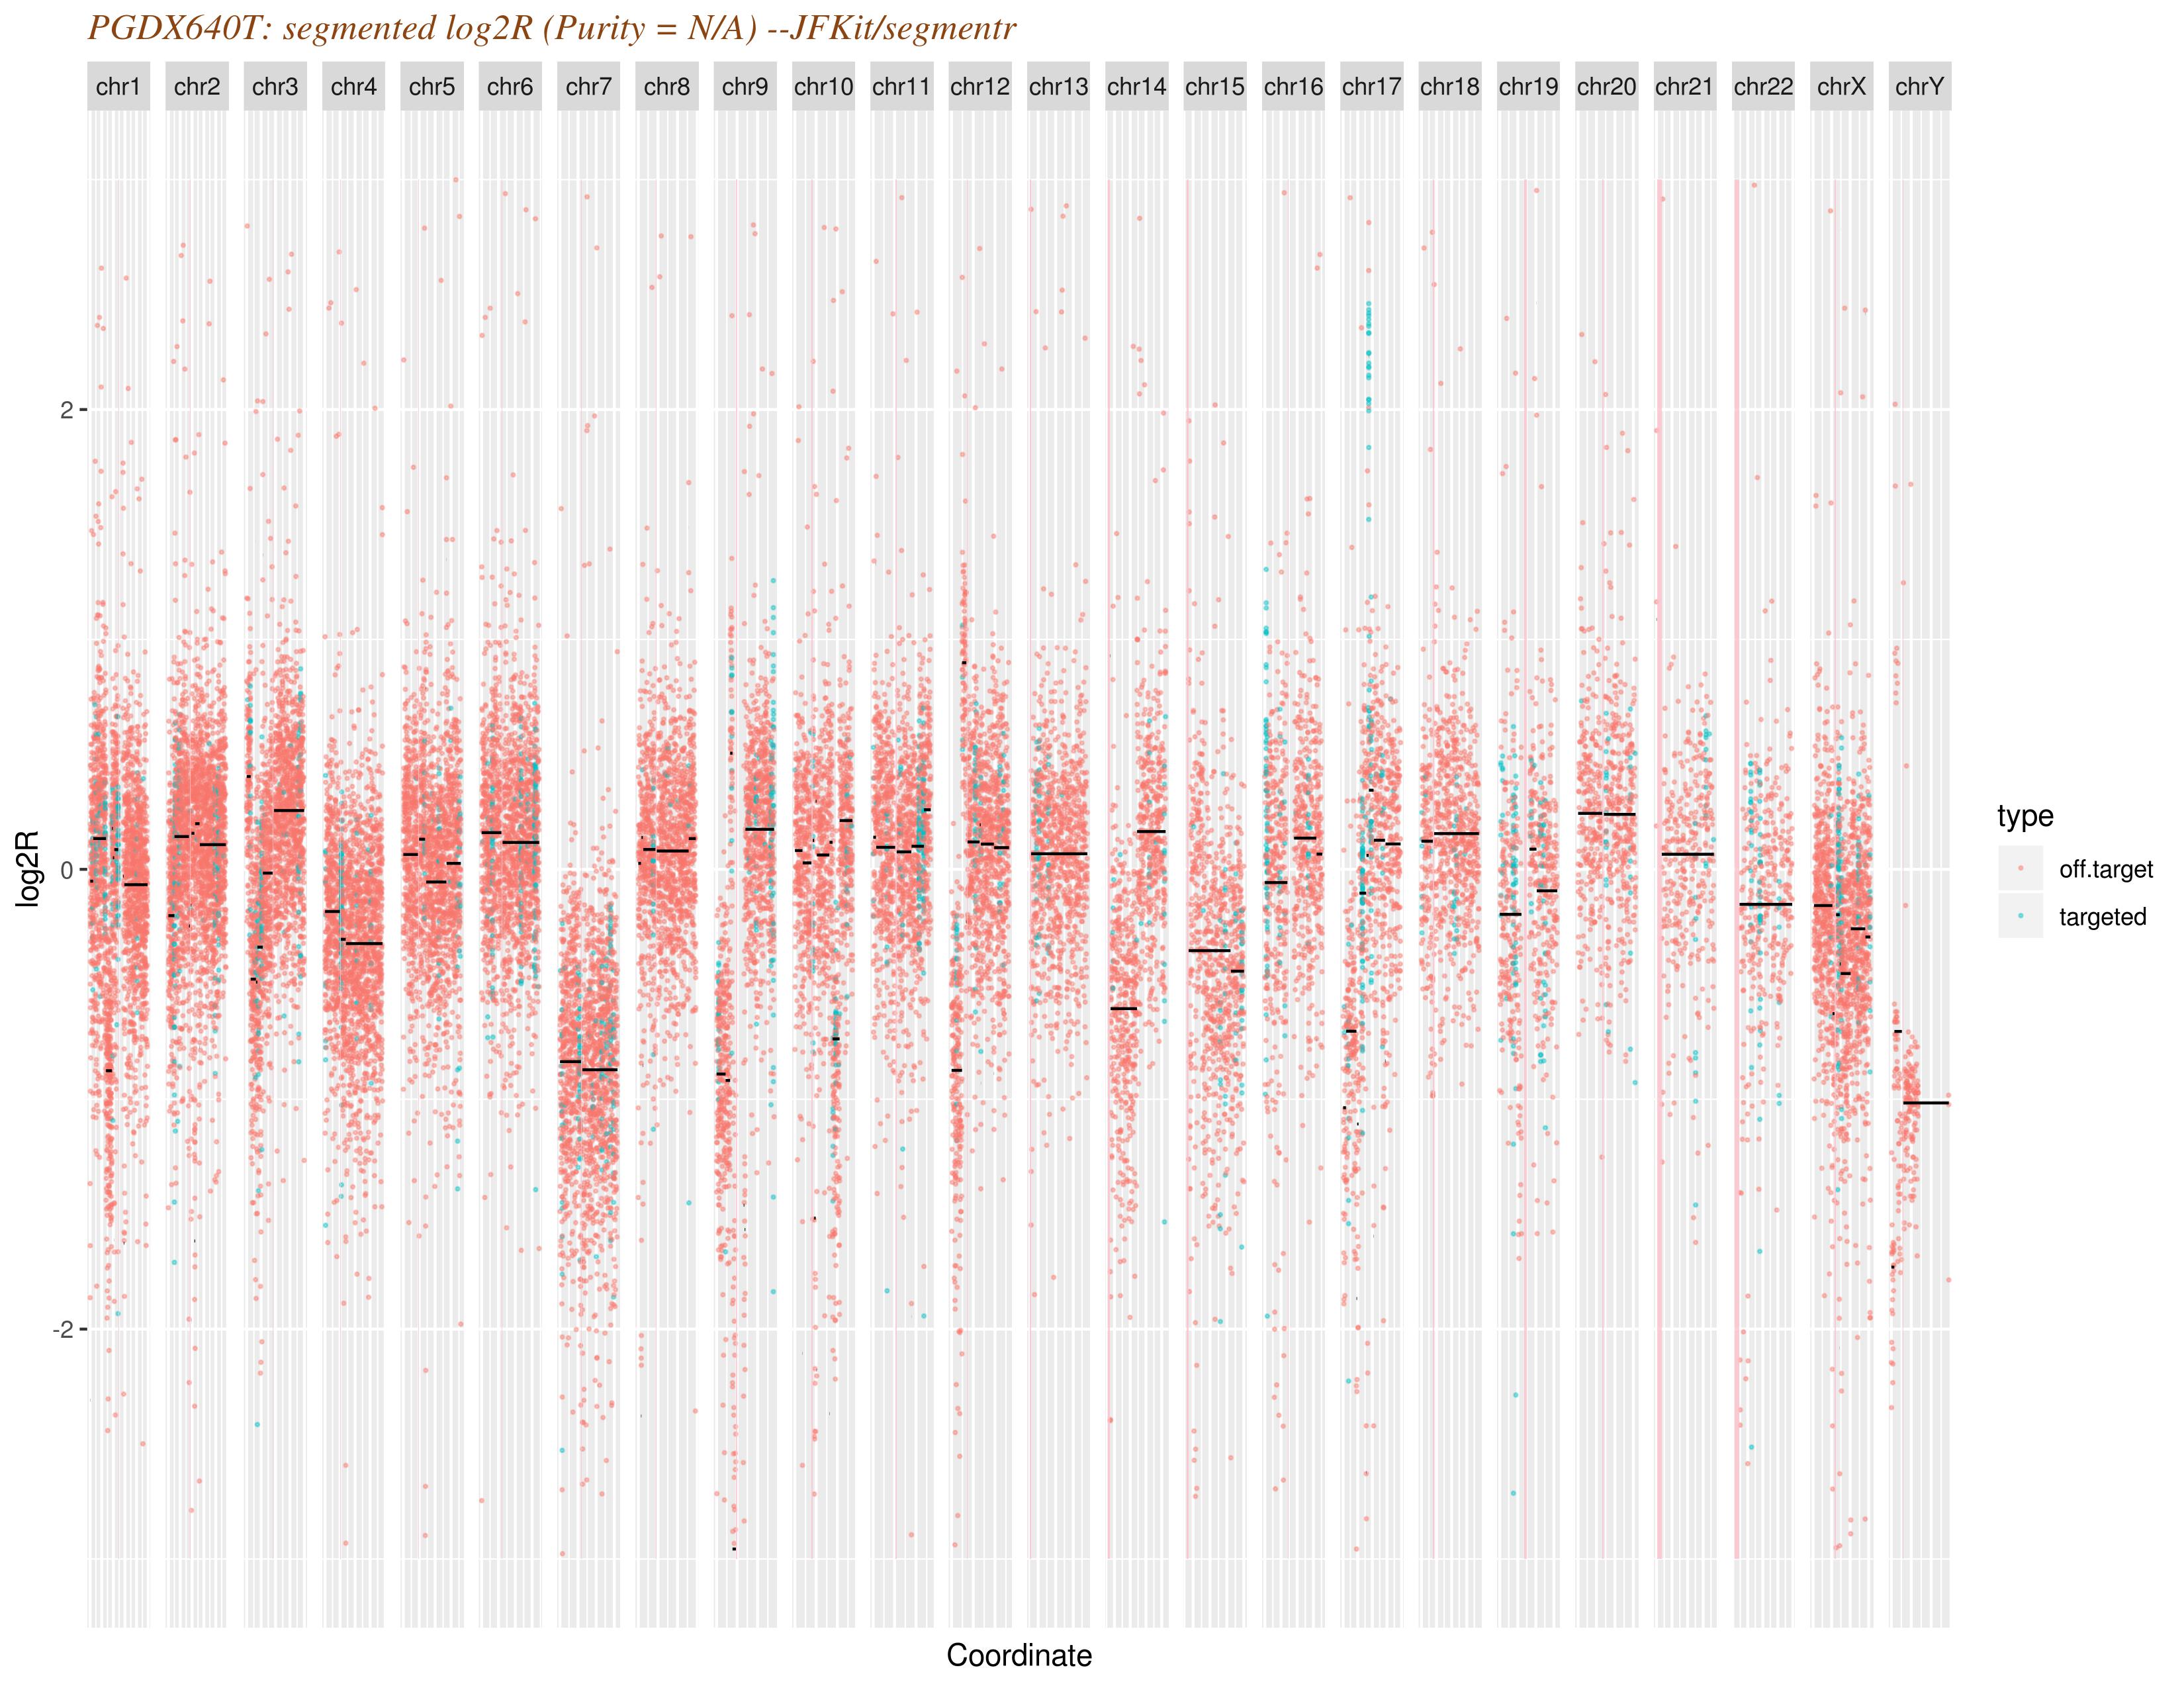 PGDX640T: segmented log2R (Purity = N/A) --JFKit/segmentr
chr1 chr2 chr3 chr4 chr5 chr6 chr7 chr8 chr9 chr10 chr11 chr12 chr13 chr14 chr15 chr16 chr17 chr18 chr19 chr20 chr21 chr22 chrX chrY
2
0
-2
log2R
Coordinate
type
off.target
targeted